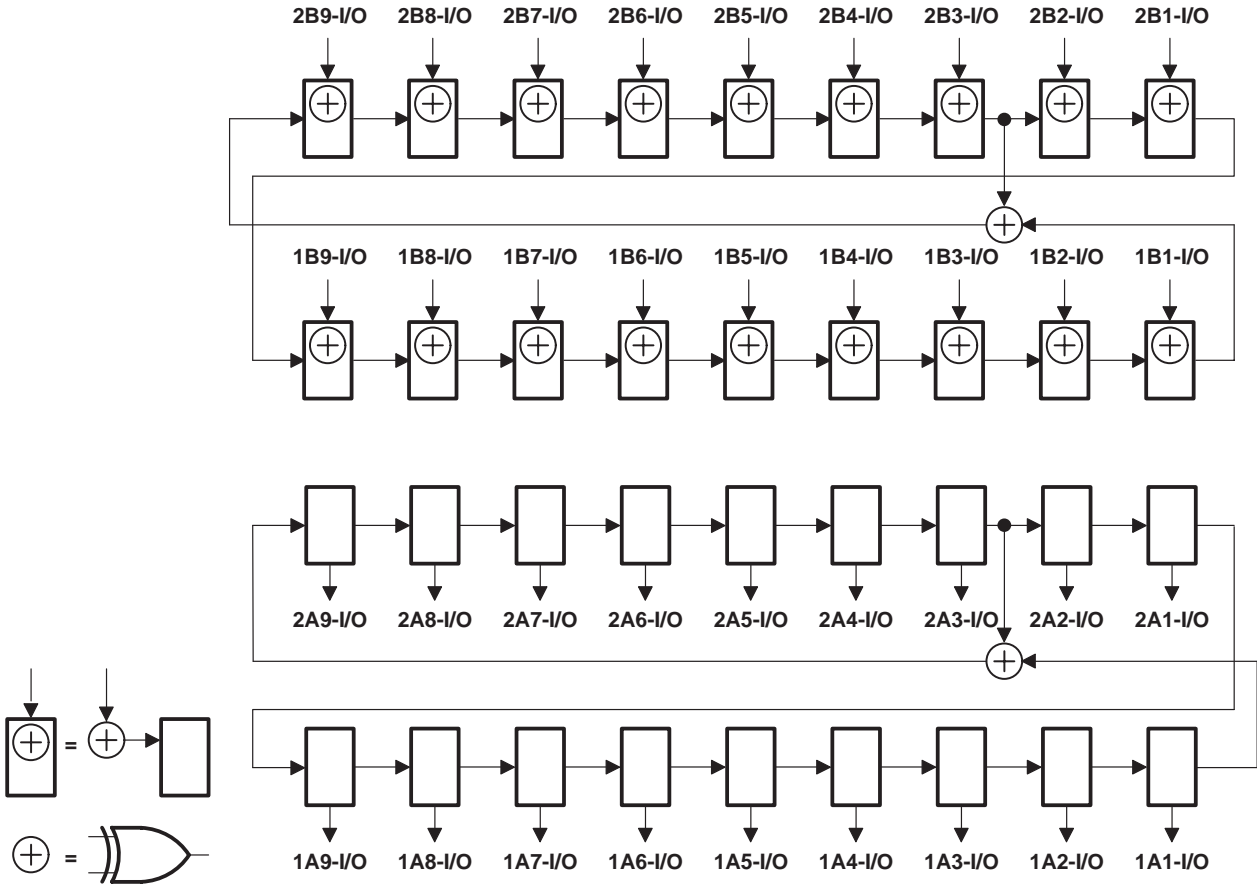 2B9-I/O 2B8-I/O 2B7-I/O 2B6-I/O 2B5-I/O 2B4-I/O 2B3-I/O 2B2-I/O 2B1-I/O
1B9-I/O 1B8-I/O 1B7-I/O 1B6-I/O 1B5-I/O 1B4-I/O 1B3-I/O 1B2-I/O 1B1-I/O
2A9-I/O 2A8-I/O 2A7-I/O 2A6-I/O 2A5-I/O 2A4-I/O 2A3-I/O 2A2-I/O 2A1-I/O
=
=
1A9-I/O 1A8-I/O 1A7-I/O 1A6-I/O 1A5-I/O 1A4-I/O 1A3-I/O 1A2-I/O 1A1-I/O